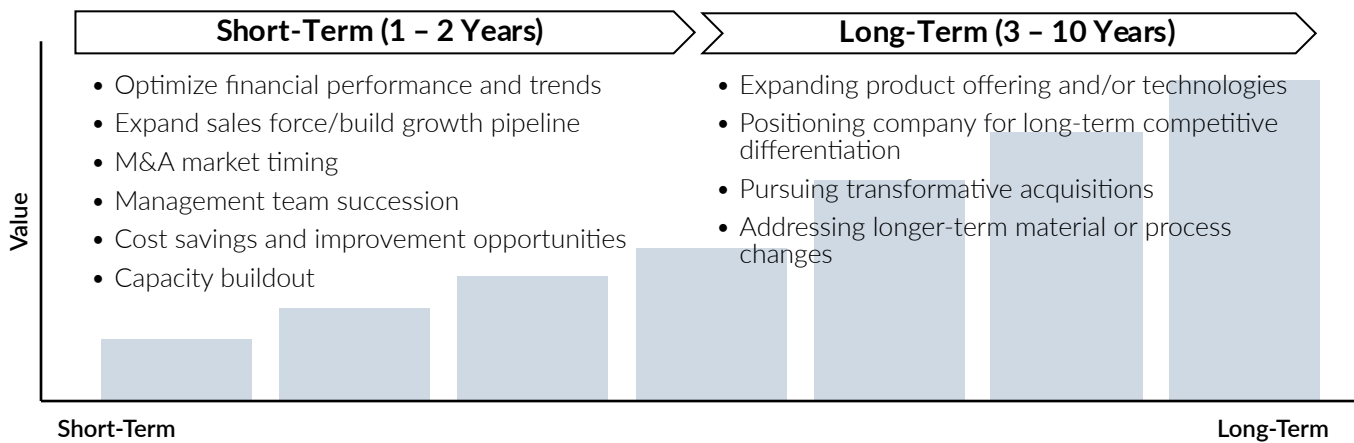 Short-Term (1 – 2 Years)
• Optimize financial performance and trends
• Expand sales force/build growth pipeline
• M&A market timing
• Management team succession
• Cost savings and improvement opportunities
• Capacity buildout
Long-Term (3 – 10 Years)
• Expanding product offering and/or technologies
• Positioning company for long-term competitive
differentiation
• Pursuing transformative acquisitions
• Addressing longer-term material or process
changes
Value
Short-Term
Long-Term